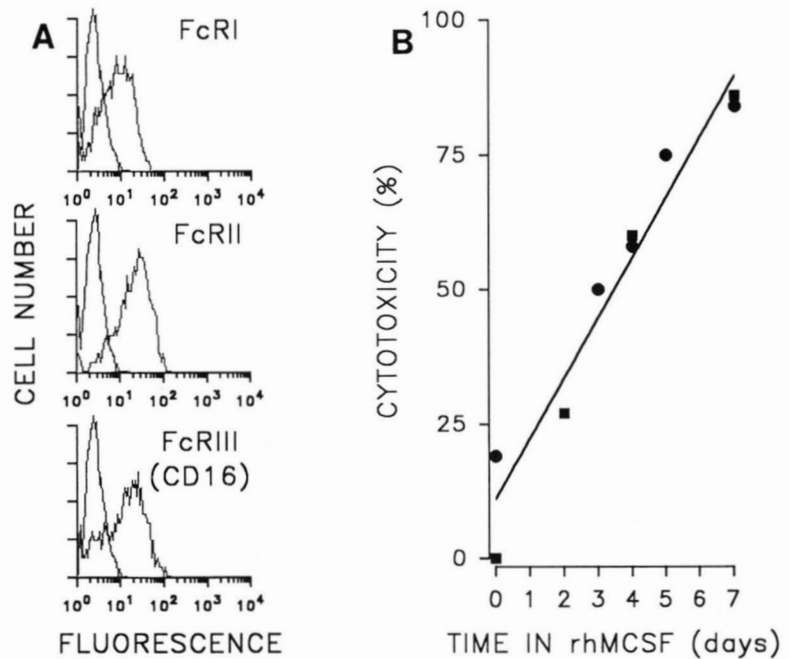 A
FcRI
10⁰ 10¹ 10² 10³ 10⁴
FcRII
10⁰ 10¹ 10² 10³ 10⁴
FcRIII
(CD16)
10⁰ 10¹ 10² 10³ 10⁴
CELL NUMBER
FLUORESCENCE
B
100
75
50
25
0
CYTOTOXICITY (%)
0 1 2 3 4 5 6 7
TIME IN rhMCSF (days)